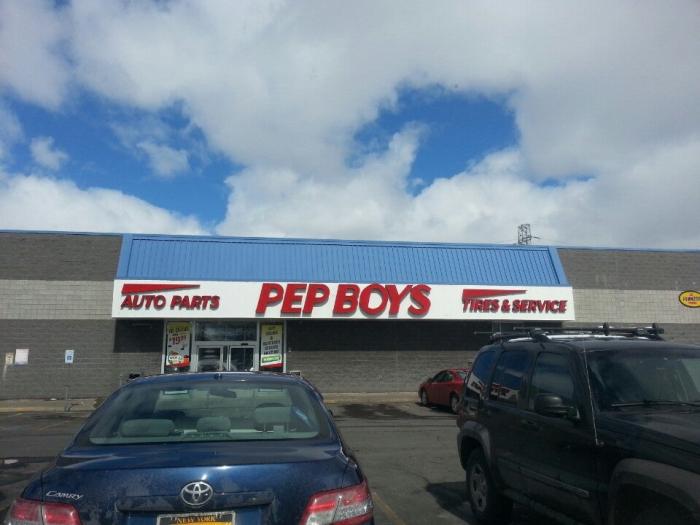 AUTO PARTS
PEP BOYS
TIRES & SERVICE
CAMRY
NEW YORK